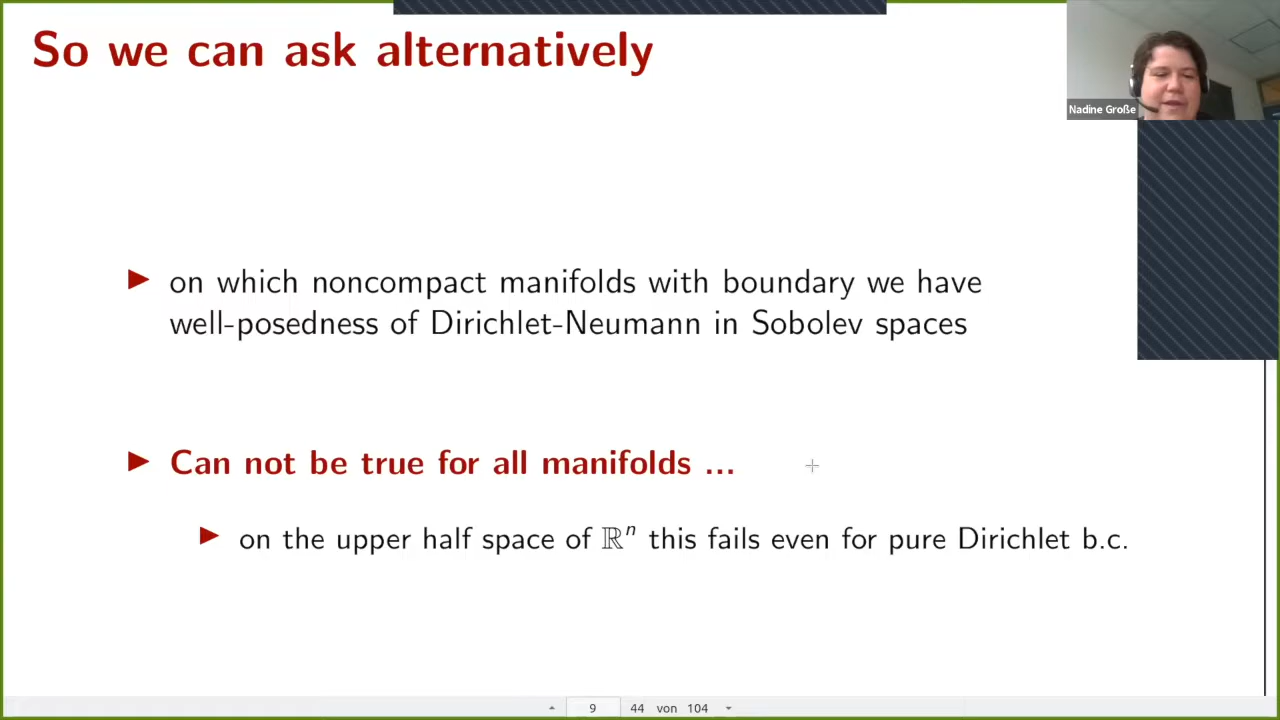 So we can ask alternatively
Nadine Große
▶ on which noncompact manifolds with boundary we have
well-posedness of Dirichlet-Neumann in Sobolev spaces
▶ Can not be true for all manifolds ...
▶ on the upper half space of ℝⁿ this fails even for pure Dirichlet b.c.
9 44 von 104